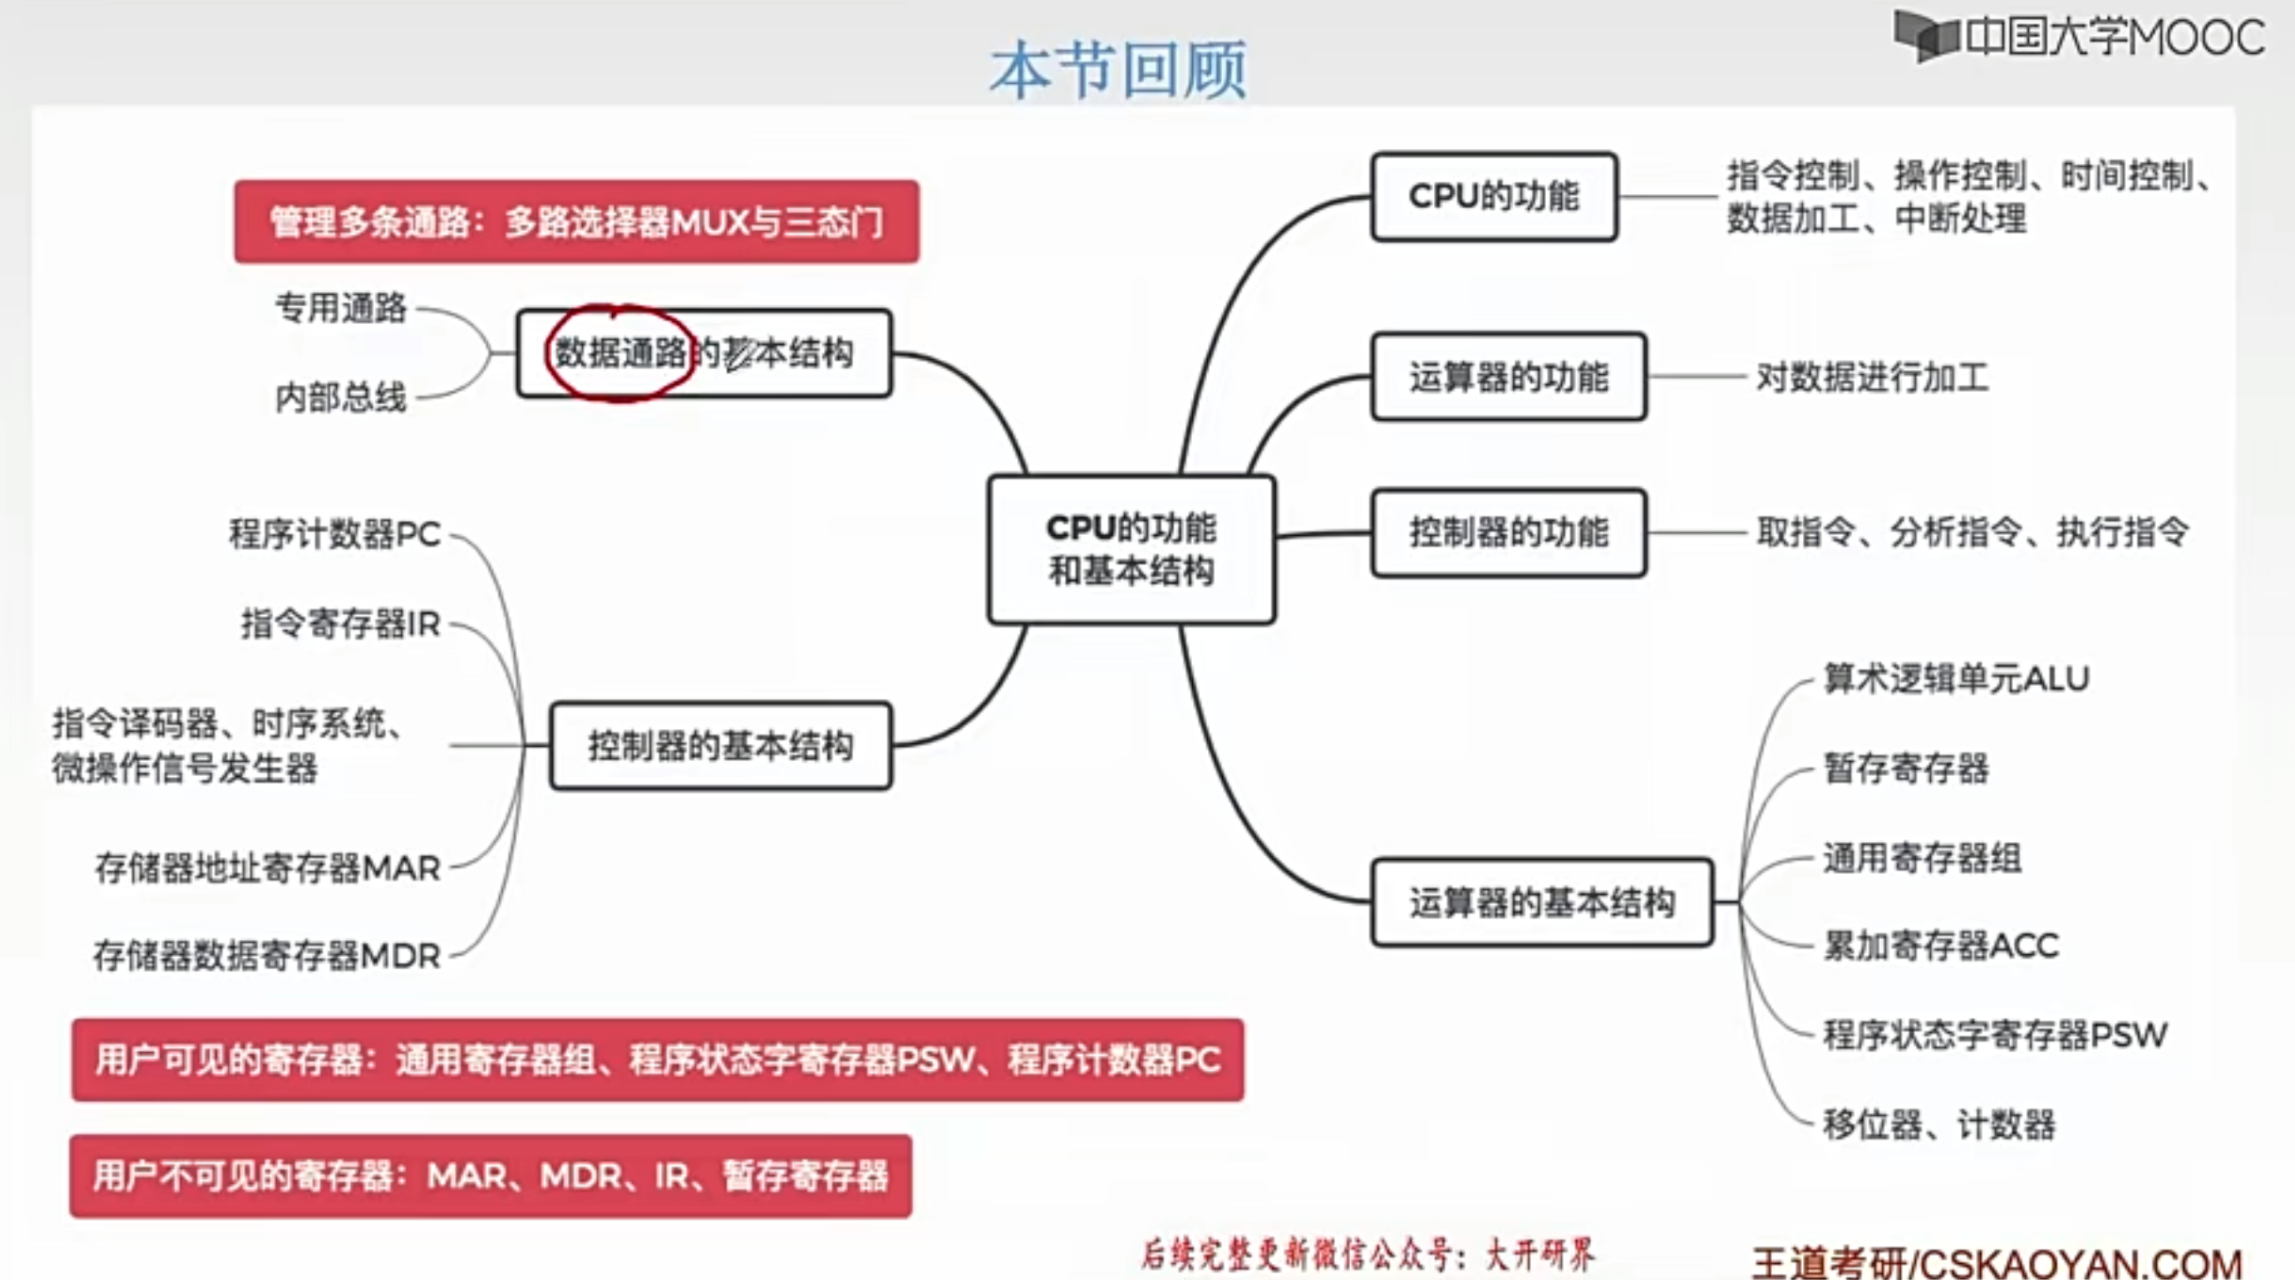 中国大学MOOC
本节回顾
管理多条通路：多路选择器MUX与三态门
专用通路
内部总线
数据通路的基本结构
程序计数器PC
指令寄存器IR
指令译码器、时序系统、
微操作信号发生器
存储器地址寄存器MAR
存储器数据寄存器MDR
控制器的基本结构
CPU的功能
和基本结构
CPU的功能
指令控制、操作控制、时间控制、
数据加工、中断处理
运算器的功能
对数据进行加工
控制器的功能
取指令、分析指令、执行指令
运算器的基本结构
算术逻辑单元ALU
暂存寄存器
通用寄存器组
累加寄存器ACC
程序状态字寄存器PSW
移位器、计数器
用户可见的寄存器：通用寄存器组、程序状态字寄存器PSW、程序计数器PC
用户不可见的寄存器：MAR、MDR、IR、暂存寄存器
后续完整更新微信公众号：大开研界
王道考研/CSKAOYAN.COM